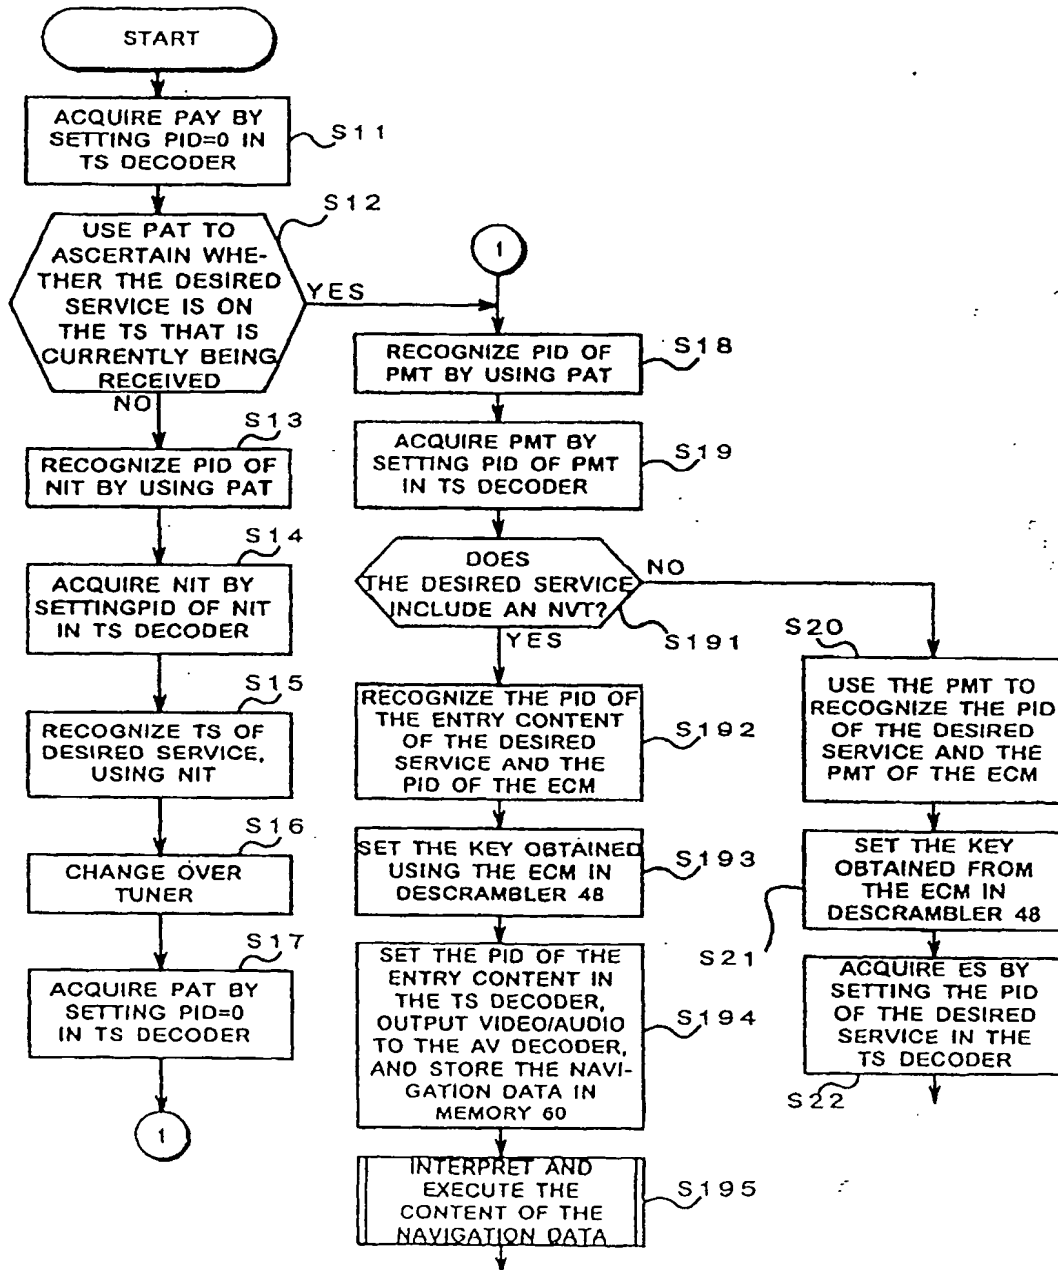 START
ACQUIRE PAY BY
SETTING PID=0 IN
TS DECODER
S11
USE PAT TO
ASCERTAIN WHE-
THER THE DESIRED
SERVICE IS ON
THE TS THAT IS
CURRENTLY BEING
RECEIVED
S12
YES
NO
RECOGNIZE PID OF
NIT BY USING PAT
S13
ACQUIRE NIT BY
SETTINGPID OF NIT
IN TS DECODER
S14
RECOGNIZE TS OF
DESIRED SERVICE,
USING NIT
S15
CHANGE OVER
TUNER
S16
ACQUIRE PAT BY
SETTING PID=0
IN TS DECODER
S17
1
1
RECOGNIZE PID OF
PMT BY USING PAT
S18
ACQUIRE PMT BY
SETTING PID OF PMT
IN TS DECODER
S19
DOES
THE DESIRED SERVICE
INCLUDE AN NVT?
S191
NO
YES
RECOGNIZE THE PID OF
THE ENTRY CONTENT
OF THE DESIRED
SERVICE AND THE
PID OF THE ECM
S192
SET THE KEY OBTAINED
USING THE ECM IN
DESCRAMBLER 48
S193
SET THE PID OF THE
ENTRY CONTENT IN
THE TS DECODER,
OUTPUT VIDEO/AUDIO
TO THE AV DECODER,
AND STORE THE NAVI-
GATION DATA IN
MEMORY 60
S194
INTERPRET AND
EXECUTE THE
CONTENT OF THE
NAVIGATION DATA
S195
S20
USE THE PMT TO
RECOGNIZE THE PID
OF THE DESIRED
SERVICE AND THE
PMT OF THE ECM
SET THE KEY
OBTAINED FROM
THE ECM IN
DESCRAMBLER 48
S21
ACQUIRE ES BY
SETTING THE PID
OF THE DESIRED
SERVICE IN THE
TS DECODER
S22